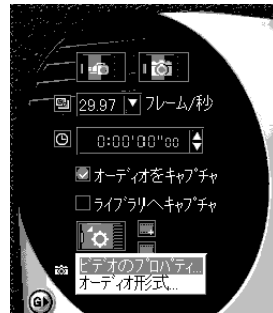 29.97 フレーム/秒
0:00'00"00
オーディオをキャプチャ
ライブラリへキャプチャ
ビデオのプロパティ...
オーディオ形式...
G